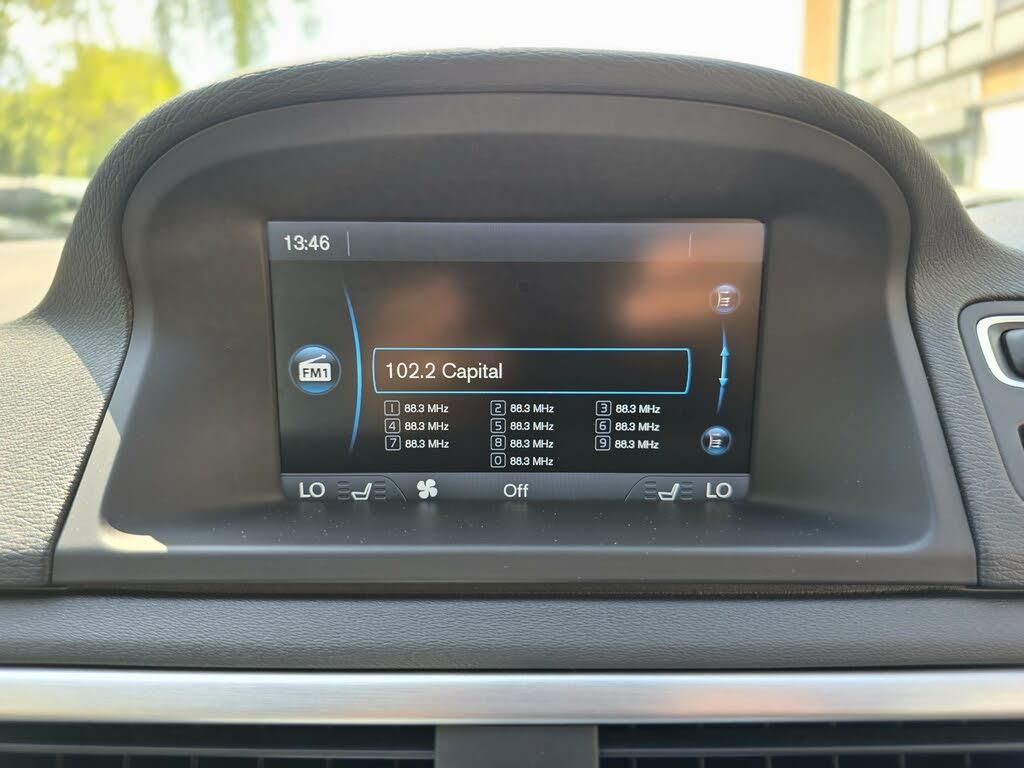 13:46
102.2 Capital
FM1
1 88.3 MHz 2 88.3 MHz 3 88.3 MHz
4 88.3 MHz 5 88.3 MHz 6 88.3 MHz
7 88.3 MHz 8 88.3 MHz 9 88.3 MHz
0 88.3 MHz
LO Off LO